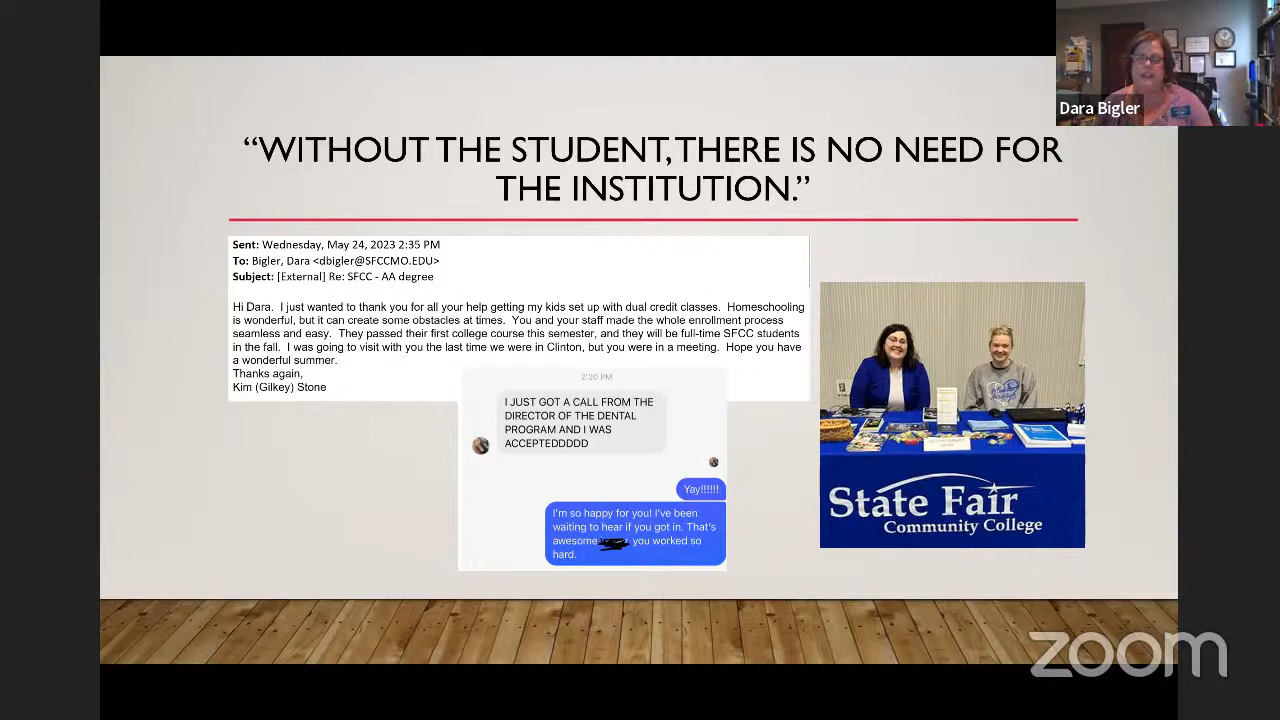 Dara Bigler
“WITHOUT THE STUDENT, THERE IS NO NEED FOR
THE INSTITUTION.”
Sent: Wednesday, May 24, 2023 2:35 PM
To: Bigler, Dara <dbigler@SFCCMO.EDU>
Subject: [External] Re: SFCC - AA degree
Hi Dara.  I just wanted to thank you for all your help getting my kids set up with dual credit classes.  Homeschooling
is wonderful, but it can create some obstacles at times.  You and your staff made the whole enrollment process
seamless and easy.  They passed their first college course this semester, and they will be full-time SFCC students
in the fall.  I was going to visit with you the last time we were in Clinton, but you were in a meeting.  Hope you have
a wonderful summer.
Thanks again,
Kim (Gilkey) Stone
2:20 PM
I JUST GOT A CALL FROM THE
DIRECTOR OF THE DENTAL
PROGRAM AND I WAS
ACCEPTEDDDDD
Yay!!!!!!
I'm so happy for you! I've been
waiting to hear if you got in. That's
awesome you worked so
hard.
State Fair
Community College
zoom